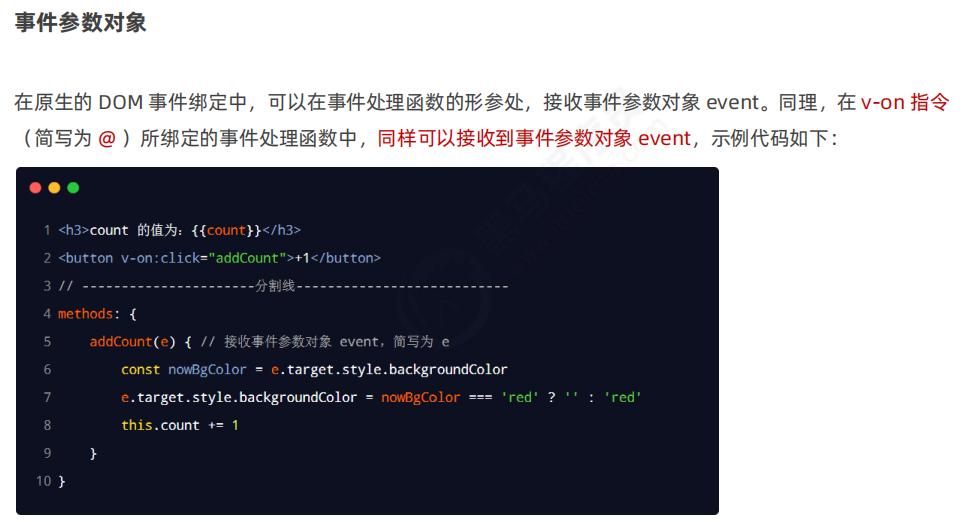 事件参数对象
在原生的 DOM 事件绑定中，可以在事件处理函数的形参处，接收事件参数对象 event。同理，在 v-on 指令
（简写为 @ ）所绑定的事件处理函数中，同样可以接收到事件参数对象 event，示例代码如下：
1 <h3>count 的值为：{{count}}</h3>
2 <button v-on:click="addCount">+1</button>
3 // ----------------------分割线---------------------------
4 methods: {
5     addCount(e) { // 接收事件参数对象 event，简写为 e
6         const nowBgColor = e.target.style.backgroundColor
7         e.target.style.backgroundColor = nowBgColor === 'red' ? '' : 'red'
8         this.count += 1
9     }
10 }